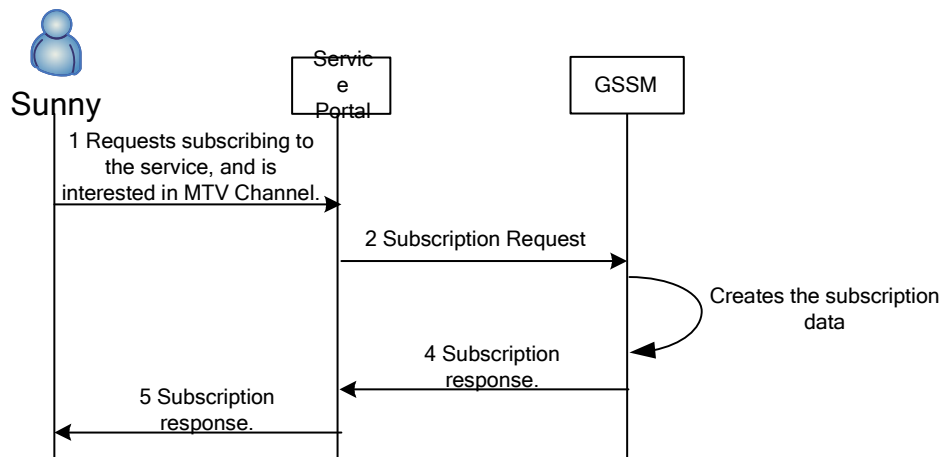 Servic
e
Portal
GSSM
Sunny
1 Requests subscribing to
the service, and is
interested in MTV Channel.
2 Subscription Request
Creates the subscription
data
4 Subscription
response.
5 Subscription
response.